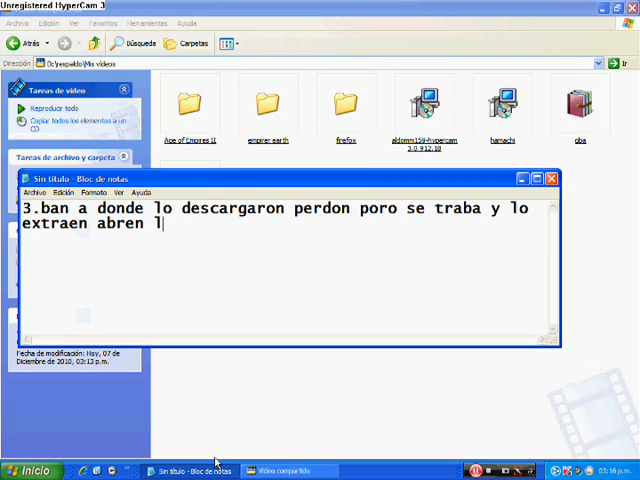 Unregistered HyperCam 3
Archivo Edición Ver Favoritos Herramientas Ayuda
Atrás Búsqueda Carpetas
Dirección D:\respaldo\Mis videos Ir
Tareas de vídeo
Reproducir todo
Copiar todos los elementos a un
CD
Tareas de archivo y carpeta
Age of Empires II
empirer earth
firefox
aldomm159-hypercam
3.0.912.18
hamachi
gba
Sin título - Bloc de notas
Archivo Edición Formato Ver Ayuda
3.ban a donde lo descargaron perdon poro se traba y lo
extraen abren l
Fecha de modificación: Hoy, 07 de
Diciembre de 2010, 03:13 p.m.
Inicio
Sin título - Bloc de notas
Vídeo compartido
03:16 p.m.